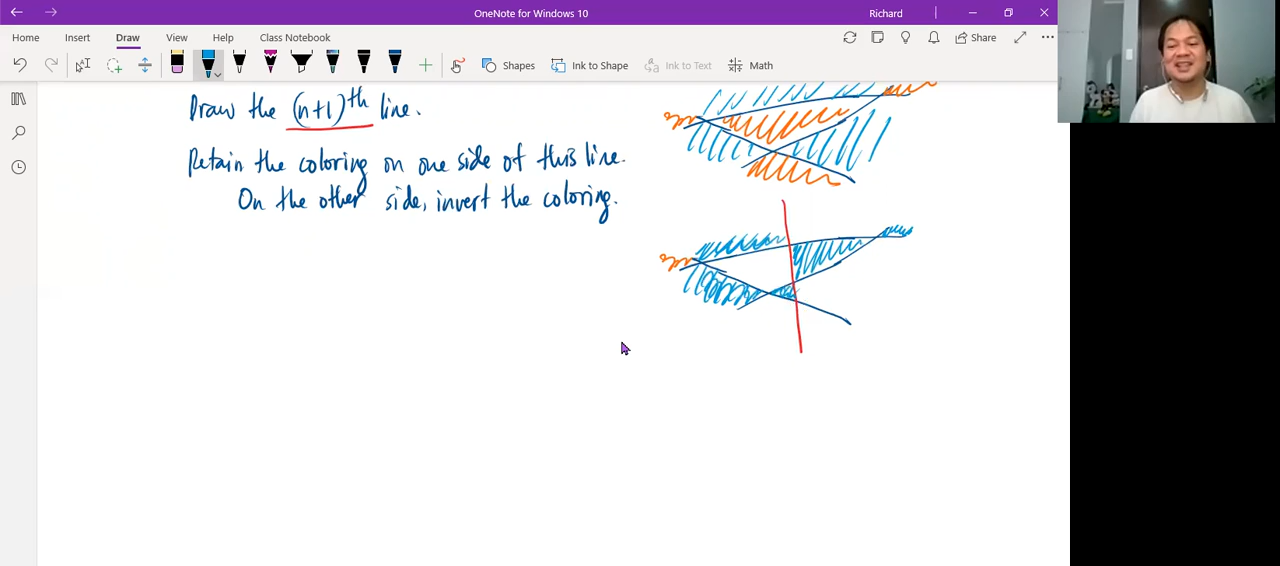 OneNote for Windows 10
Richard
Home Insert Draw View Help Class Notebook
Share
Shapes Ink to Shape Ink to Text Math
Draw the (n+1)th line.
Retain the coloring on one side of this line.
On the other side, invert the coloring.